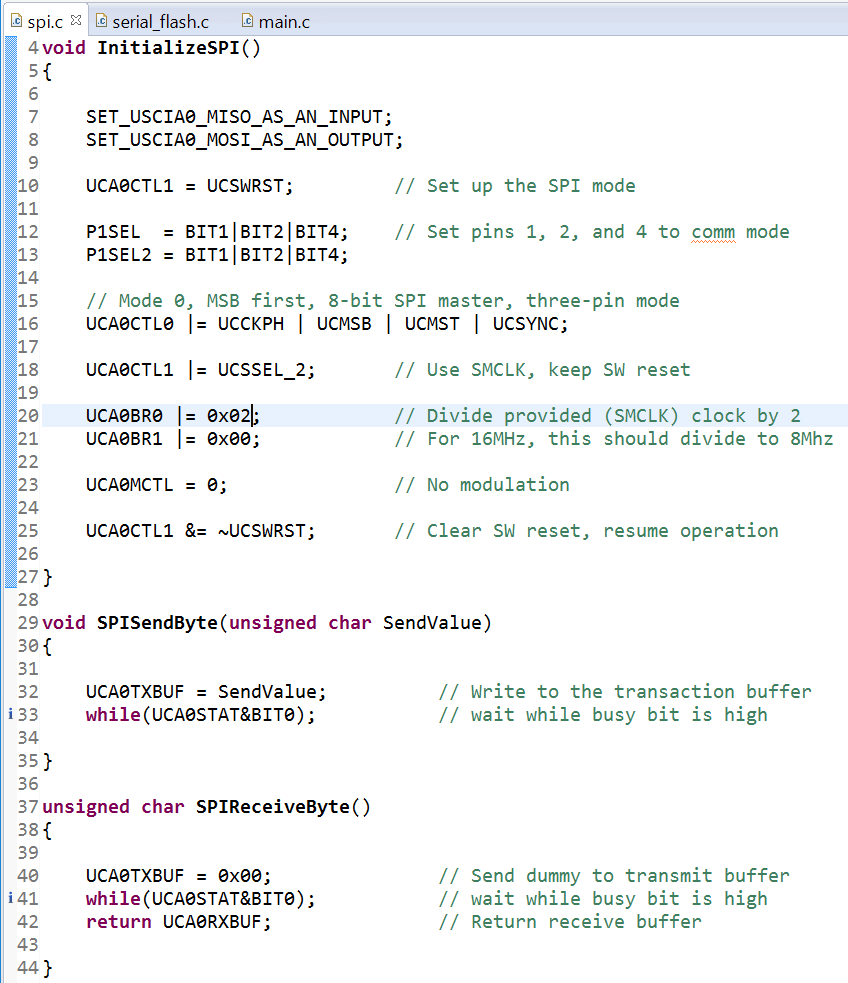 spi.c serial_flash.c main.c
4 void InitializeSPI()
5 {
6
7 SET_USCIA0_MISO_AS_AN_INPUT;
8 SET_USCIA0_MOSI_AS_AN_OUTPUT;
9
10 UCA0CTL1 = UCSWRST; // Set up the SPI mode
11
12 P1SEL = BIT1|BIT2|BIT4; // Set pins 1, 2, and 4 to comm mode
13 P1SEL2 = BIT1|BIT2|BIT4;
14
15 // Mode 0, MSB first, 8-bit SPI master, three-pin mode
16 UCA0CTL0 |= UCCKPH | UCMSB | UCMST | UCSYNC;
17
18 UCA0CTL1 |= UCSSEL_2; // Use SMCLK, keep SW reset
19
20 UCA0BR0 |= 0x02; // Divide provided (SMCLK) clock by 2
21 UCA0BR1 |= 0x00; // For 16MHz, this should divide to 8Mhz
22
23 UCA0MCTL = 0; // No modulation
24
25 UCA0CTL1 &= ~UCSWRST; // Clear SW reset, resume operation
26
27 }
28
29 void SPISendByte(unsigned char SendValue)
30 {
31
32 UCA0TXBUF = SendValue; // Write to the transaction buffer
i 33 while(UCA0STAT&BIT0); // wait while busy bit is high
34
35 }
36
37 unsigned char SPIReceiveByte()
38 {
39
40 UCA0TXBUF = 0x00; // Send dummy to transmit buffer
i 41 while(UCA0STAT&BIT0); // wait while busy bit is high
42 return UCA0RXBUF; // Return receive buffer
43
44 }